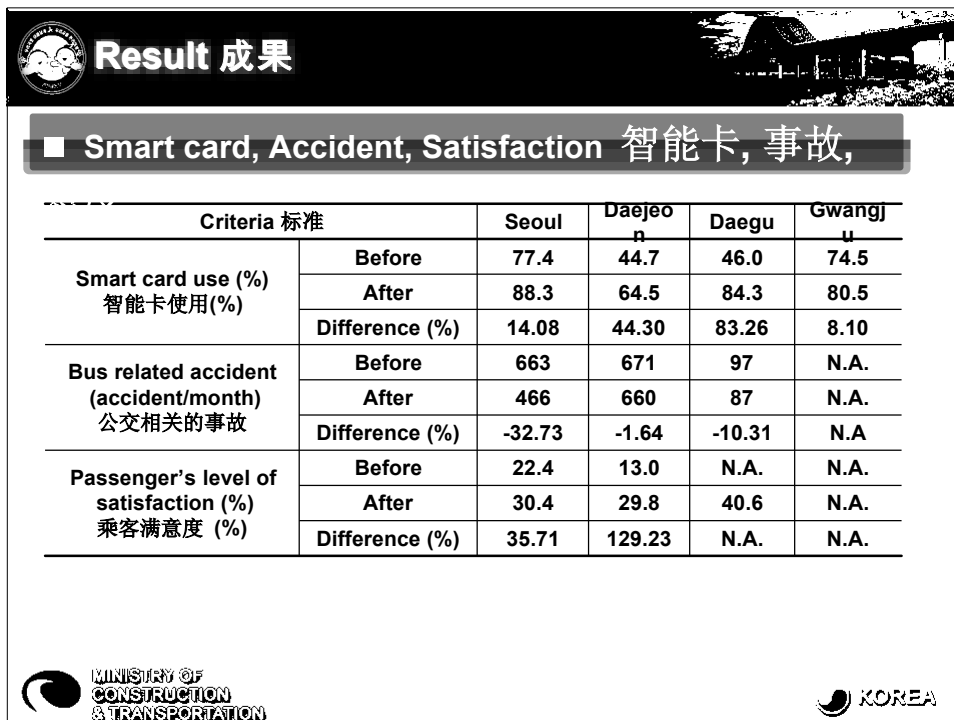 Result 成果
■ Smart card, Accident, Satisfaction 智能卡, 事故,
Criteria 标准 Seoul Daejeo
n Daegu Gwangj
u
Smart card use (%)
智能卡使用(%)
Before 77.4 44.7 46.0 74.5
After 88.3 64.5 84.3 80.5
Difference (%) 14.08 44.30 83.26 8.10
Bus related accident
(accident/month)
公交相关的事故
Before 663 671 97 N.A.
After 466 660 87 N.A.
Difference (%) -32.73 -1.64 -10.31 N.A
Passenger's level of
satisfaction (%)
乘客满意度 (%)
Before 22.4 13.0 N.A. N.A.
After 30.4 29.8 40.6 N.A.
Difference (%) 35.71 129.23 N.A. N.A.
MINISTRY OF
CONSTRUCTION
& TRANSPORTATION
KOREA